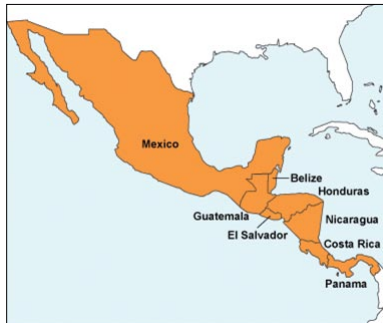 Mexico
Belize
Honduras
Guatemala
Nicaragua
El Salvador
Costa Rica
Panama